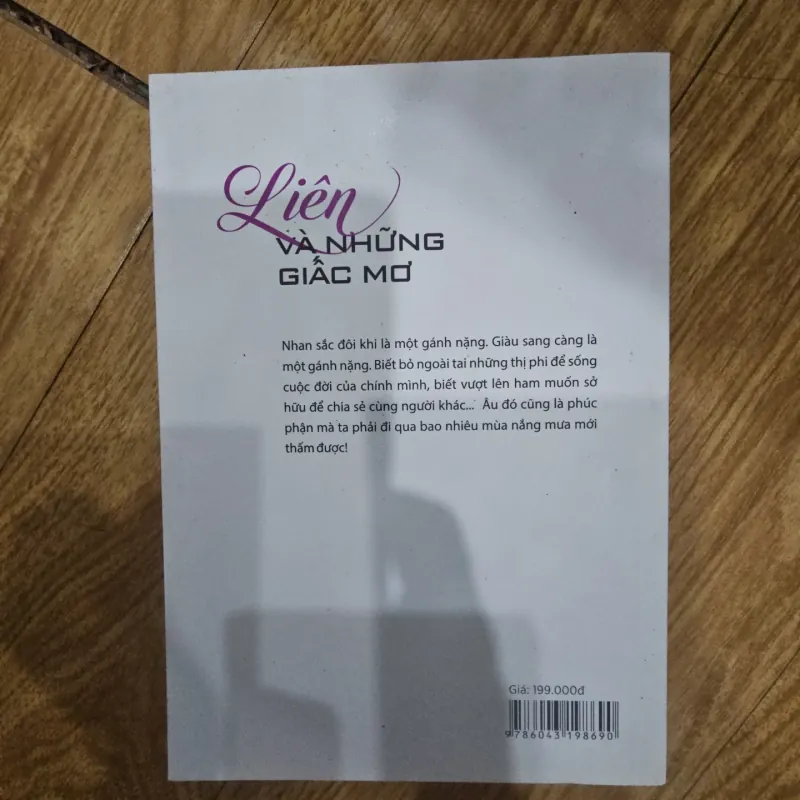 Liên
VÀ NHỮNG
GIẤC MƠ
Nhan sắc đôi khi là một gánh nặng. Giàu sang càng là
một gánh nặng. Biết bỏ ngoài tai những thị phi để sống
cuộc đời của chính mình, biết vượt lên ham muốn sở
hữu để chia sẻ cùng người khác... Âu đó cũng là phúc
phận mà ta phải đi qua bao nhiêu mùa nắng mưa mới
thấm được!
Giá: 199.000đ
9 786043 198690